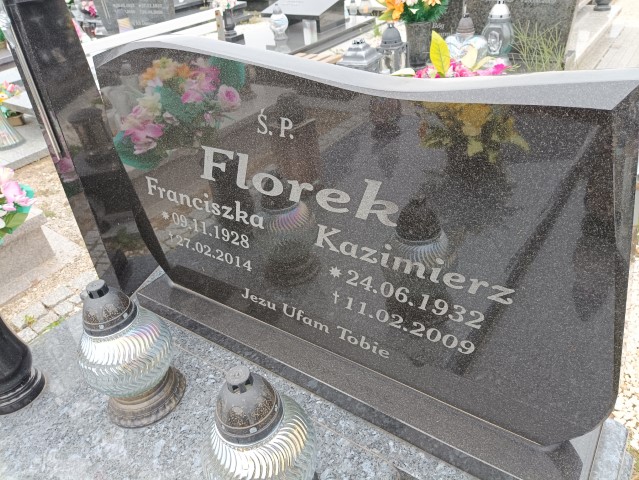 Ś.P.
Florek
Franciszka
*09.11.1928
†27.02.2014
Kazimierz
*24.06.1932
†11.02.2009
Jezu Ufam Tobie